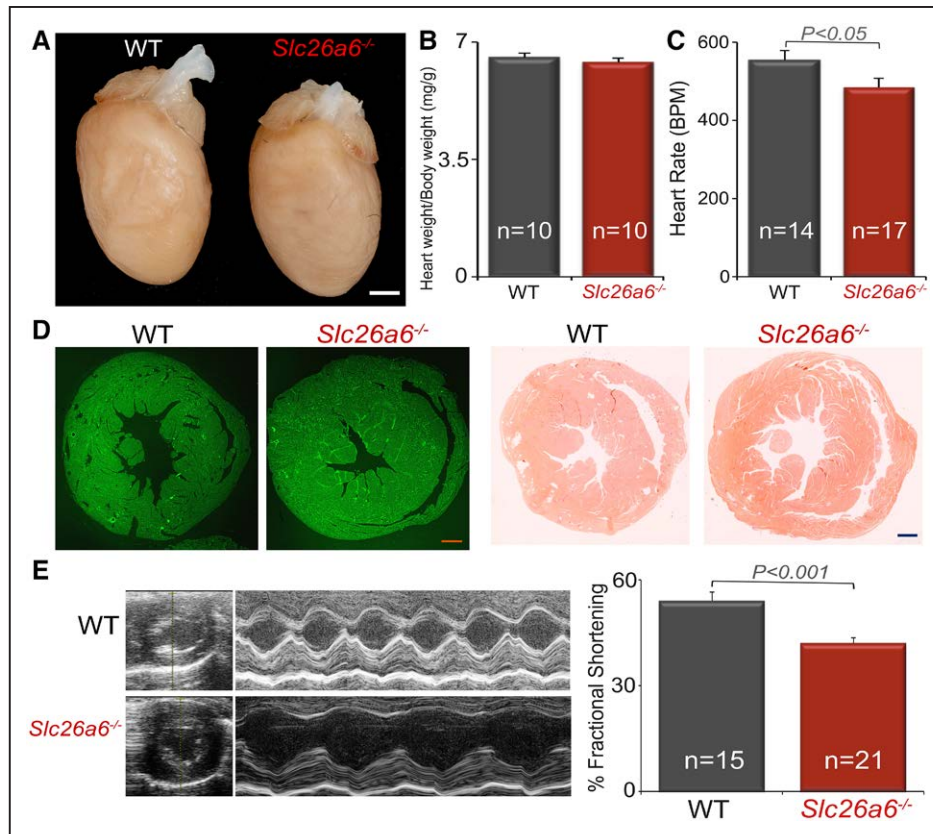 A
WT
Slc26a6-/-
B
Heart weight/Body weight (mg/g)
7
3.5
0
n=10
n=10
WT
Slc26a6-/-
C
Heart Rate (BPM)
600
400
200
0
P<0.05
n=14
n=17
WT
Slc26a6-/-
D
WT
Slc26a6-/-
WT
Slc26a6-/-
E
WT
Slc26a6-/-
% Fractional Shortening
60
30
0
P<0.001
n=15
n=21
WT
Slc26a6-/-